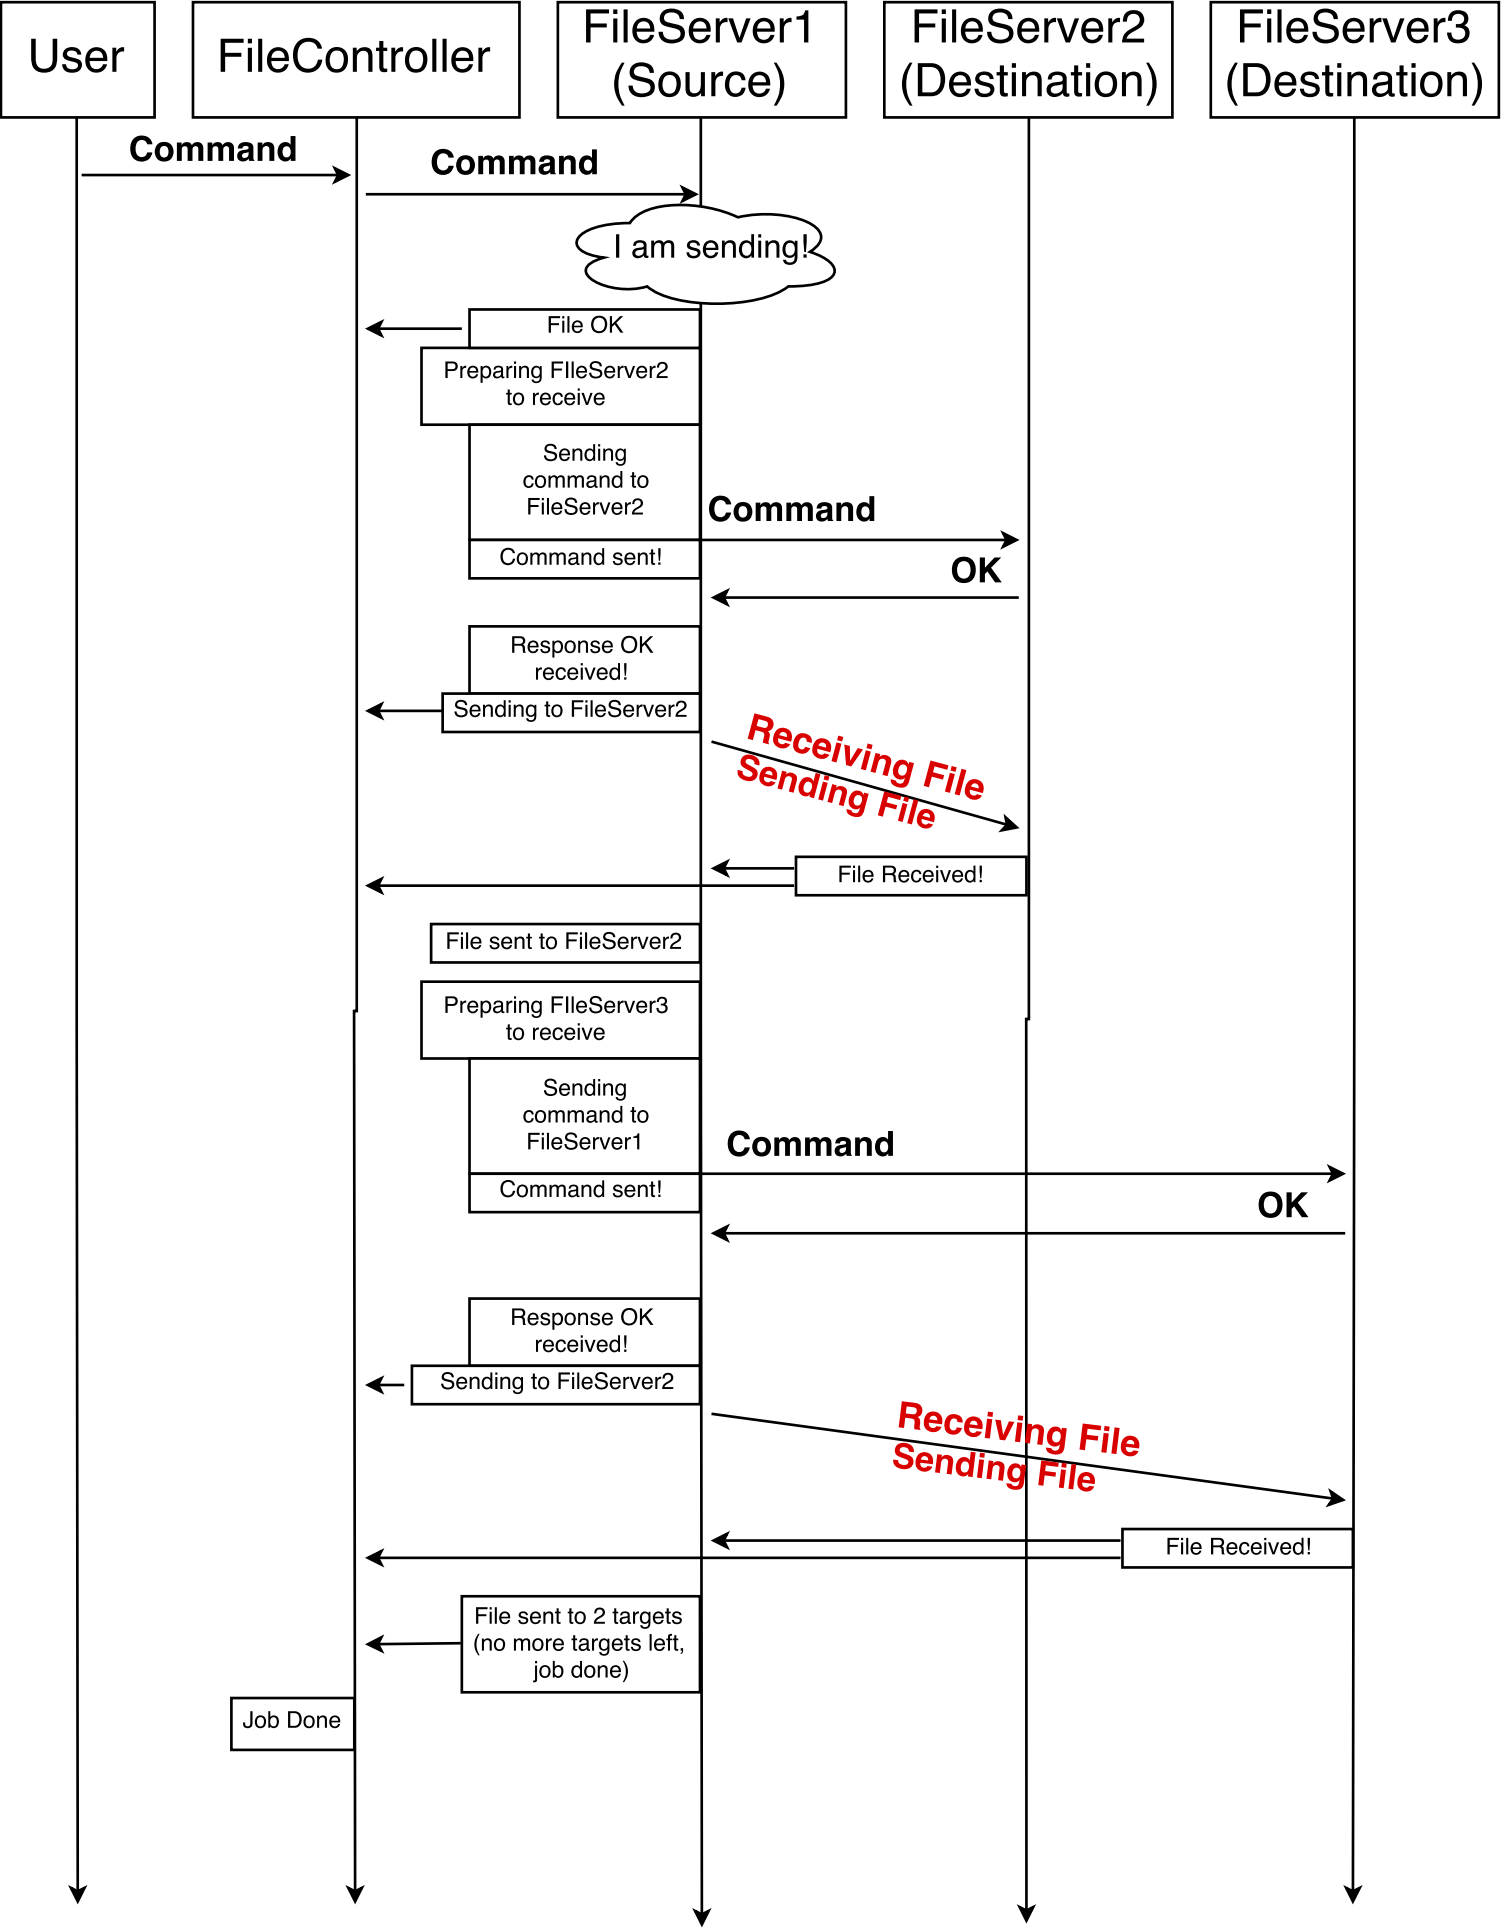 User
FileController
FileServer1
(Source)
FileServer2
(Destination)
FileServer3
(Destination)
Command
Command
I am sending!
File OK
Preparing FIleServer2
to receive
Sending
command to
FileServer2
Command
Command sent!
OK
Response OK
received!
Sending to FileServer2
Receiving File
Sending File
File Received!
File sent to FileServer2
Preparing FIleServer3
to receive
Sending
command to
FileServer1
Command
Command sent!
OK
Response OK
received!
Sending to FileServer2
Receiving File
Sending File
File Received!
File sent to 2 targets
(no more targets left,
job done)
Job Done